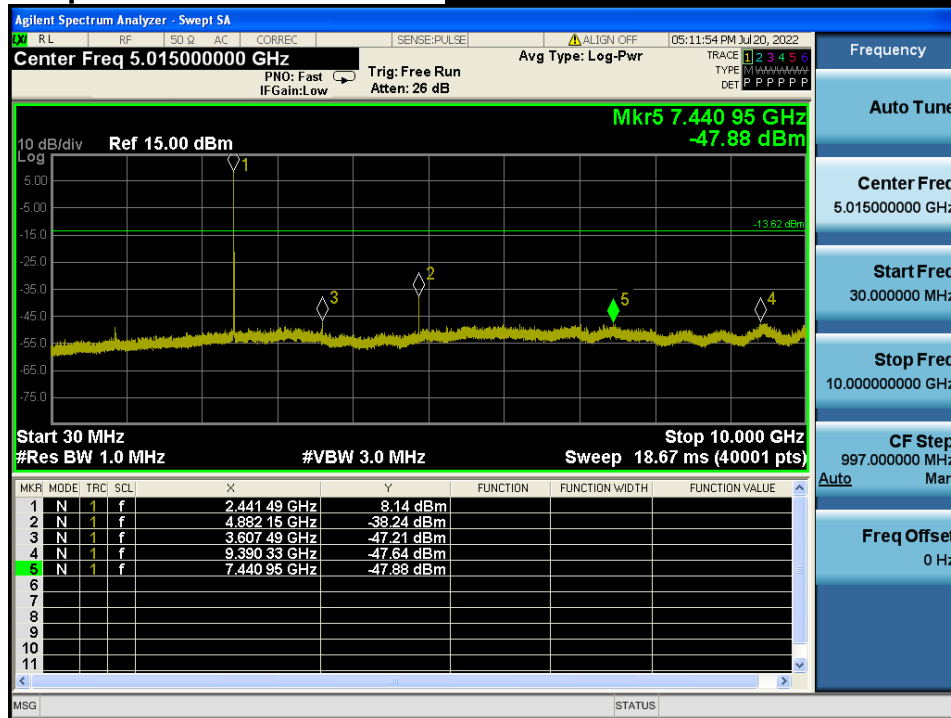 Agilent Spectrum Analyzer - Swept SA
LXI RL RF 50 Ω AC CORREC SENSE:PULSE ALIGN OFF 05:11:54 PM Jul 20, 2022
Center Freq 5.015000000 GHz
PNO: Fast
IFGain:Low
Trig: Free Run
Atten: 26 dB
Avg Type: Log-Pwr
TRACE 1 2 3 4 5 6
TYPE M
DET P P P P P P
Mkr5 7.440 95 GHz
-47.88 dBm
10 dB/div Ref 15.00 dBm
Log
1
5.00
-5.00
-13.62 dBm
-15.0
-25.0
2
-35.0
3 5 4
-45.0
-55.0
-65.0
-75.0
Start 30 MHz Stop 10.000 GHz
#Res BW 1.0 MHz #VBW 3.0 MHz Sweep 18.67 ms (40001 pts)
MKR MODE TRC SCL X Y FUNCTION FUNCTION WIDTH FUNCTION VALUE
1 N 1 f 2.441 49 GHz 8.14 dBm
2 N 1 f 4.882 15 GHz -38.24 dBm
3 N 1 f 3.607 49 GHz -47.21 dBm
4 N 1 f 9.390 33 GHz -47.64 dBm
5 N 1 f 7.440 95 GHz -47.88 dBm
6
7
8
9
10
11
MSG STATUS
Frequency
Auto Tune
Center Freq
5.015000000 GHz
Start Freq
30.000000 MHz
Stop Freq
10.000000000 GHz
CF Step
997.000000 MHz
Auto Man
Freq Offset
0 Hz